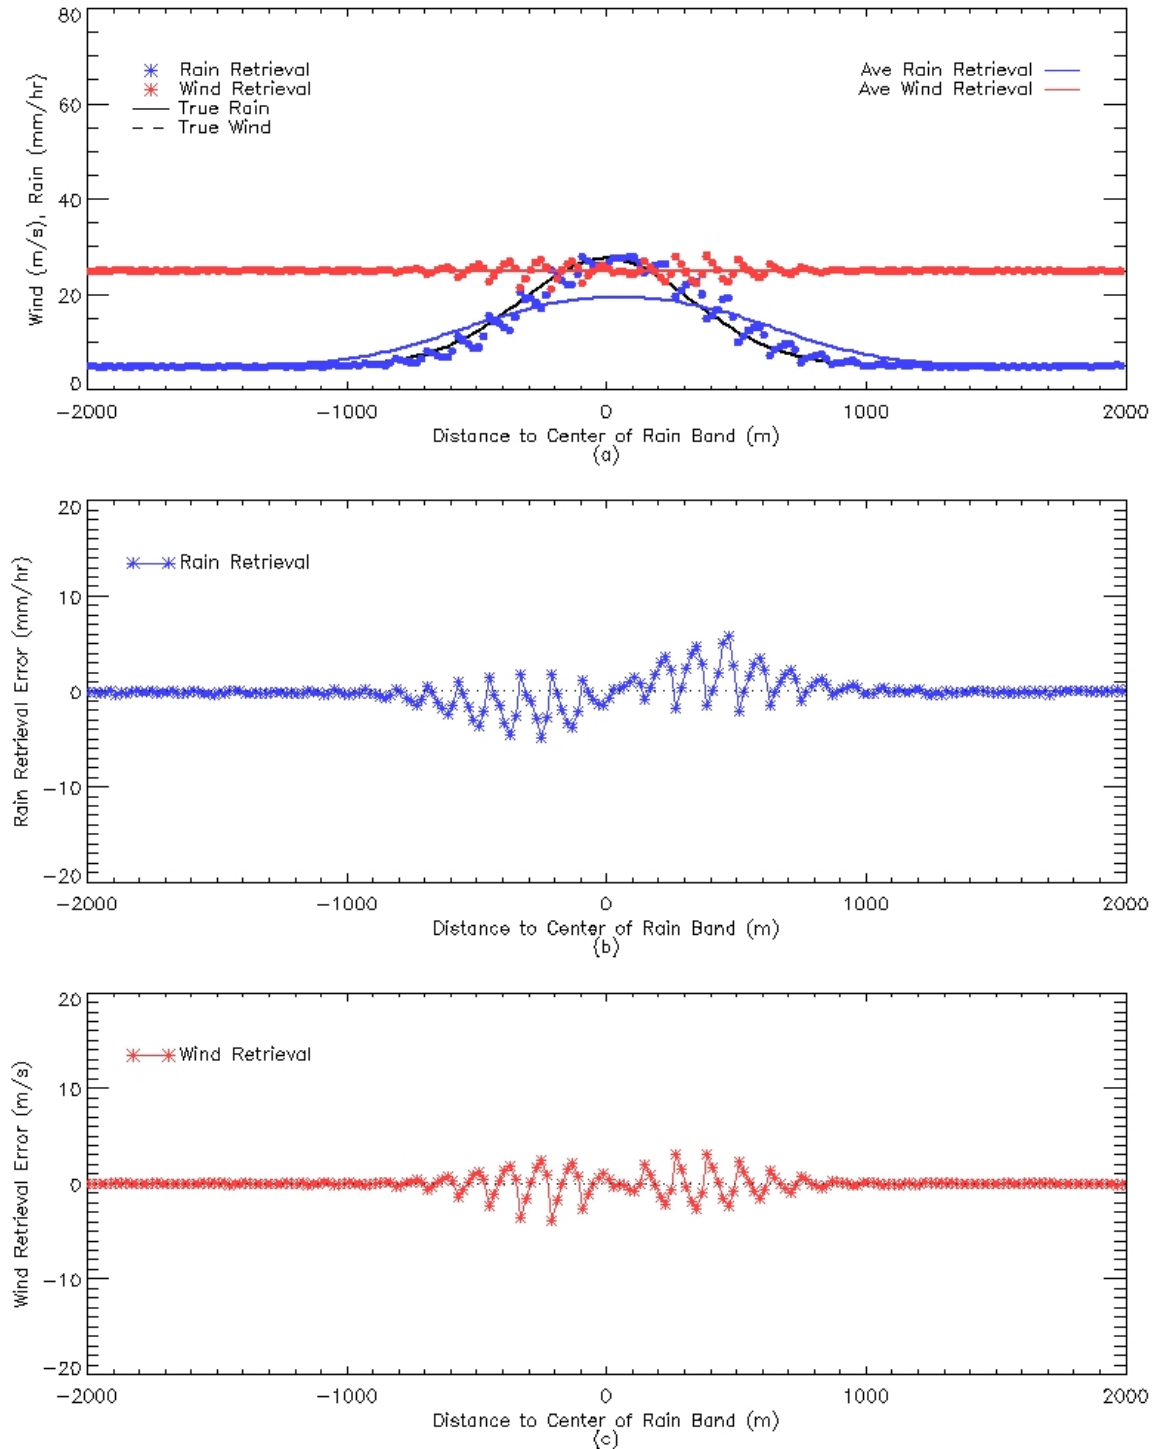 80
60
40
20
0
Wind (m/s), Rain (mm/hr)
Rain Retrieval
Wind Retrieval
True Rain
True Wind
Ave Rain Retrieval
Ave Wind Retrieval
-2000 -1000 0 1000 2000
Distance to Center of Rain Band (m)
(a)
20
10
0
-10
-20
Rain Retrieval Error (mm/hr)
Rain Retrieval
-2000 -1000 0 1000 2000
Distance to Center of Rain Band (m)
(b)
20
10
0
-10
-20
Wind Retrieval Error (m/s)
Wind Retrieval
-2000 -1000 0 1000 2000
Distance to Center of Rain Band (m)
(c)